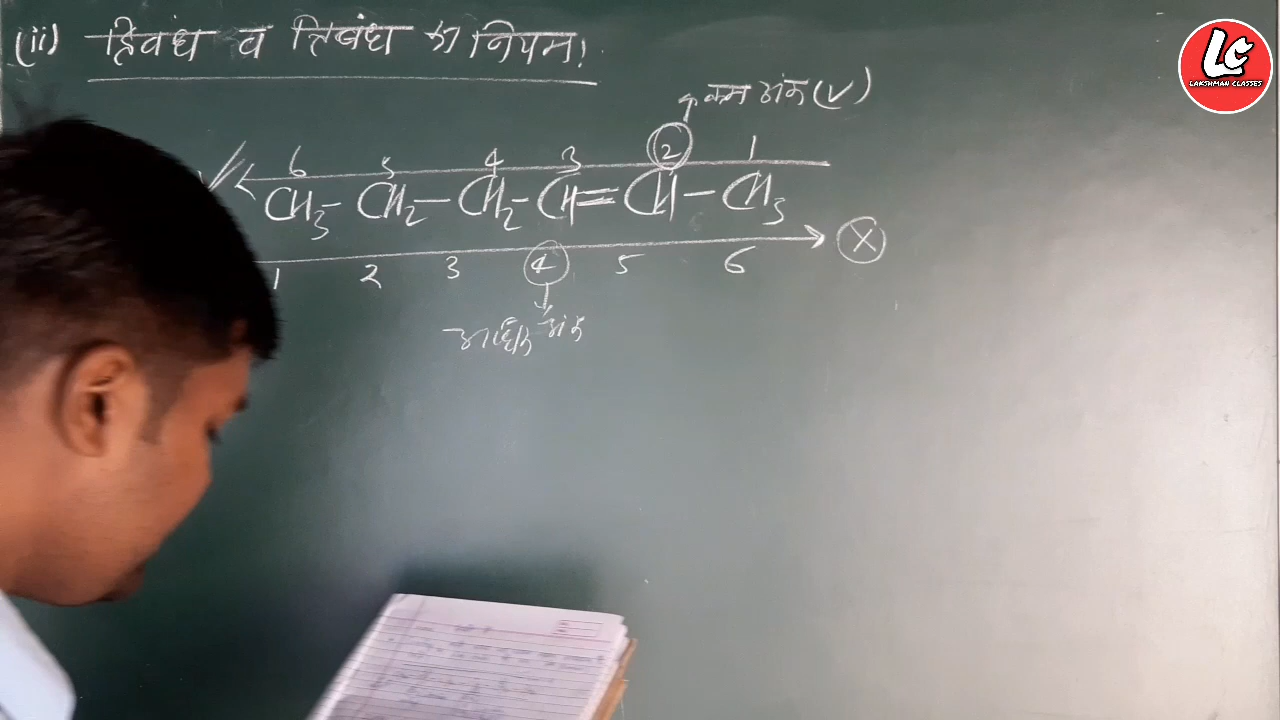 (ii) द्विबंध व त्रिबंध का नियम!
कम अंक (✓)
6 5 4 3 2 1
CH3 - CH2 - CH2 - CH = CH - CH3
1 2 3 4 5 6 X
अधिक अंक
LC
LAKSHMAN CLASSES